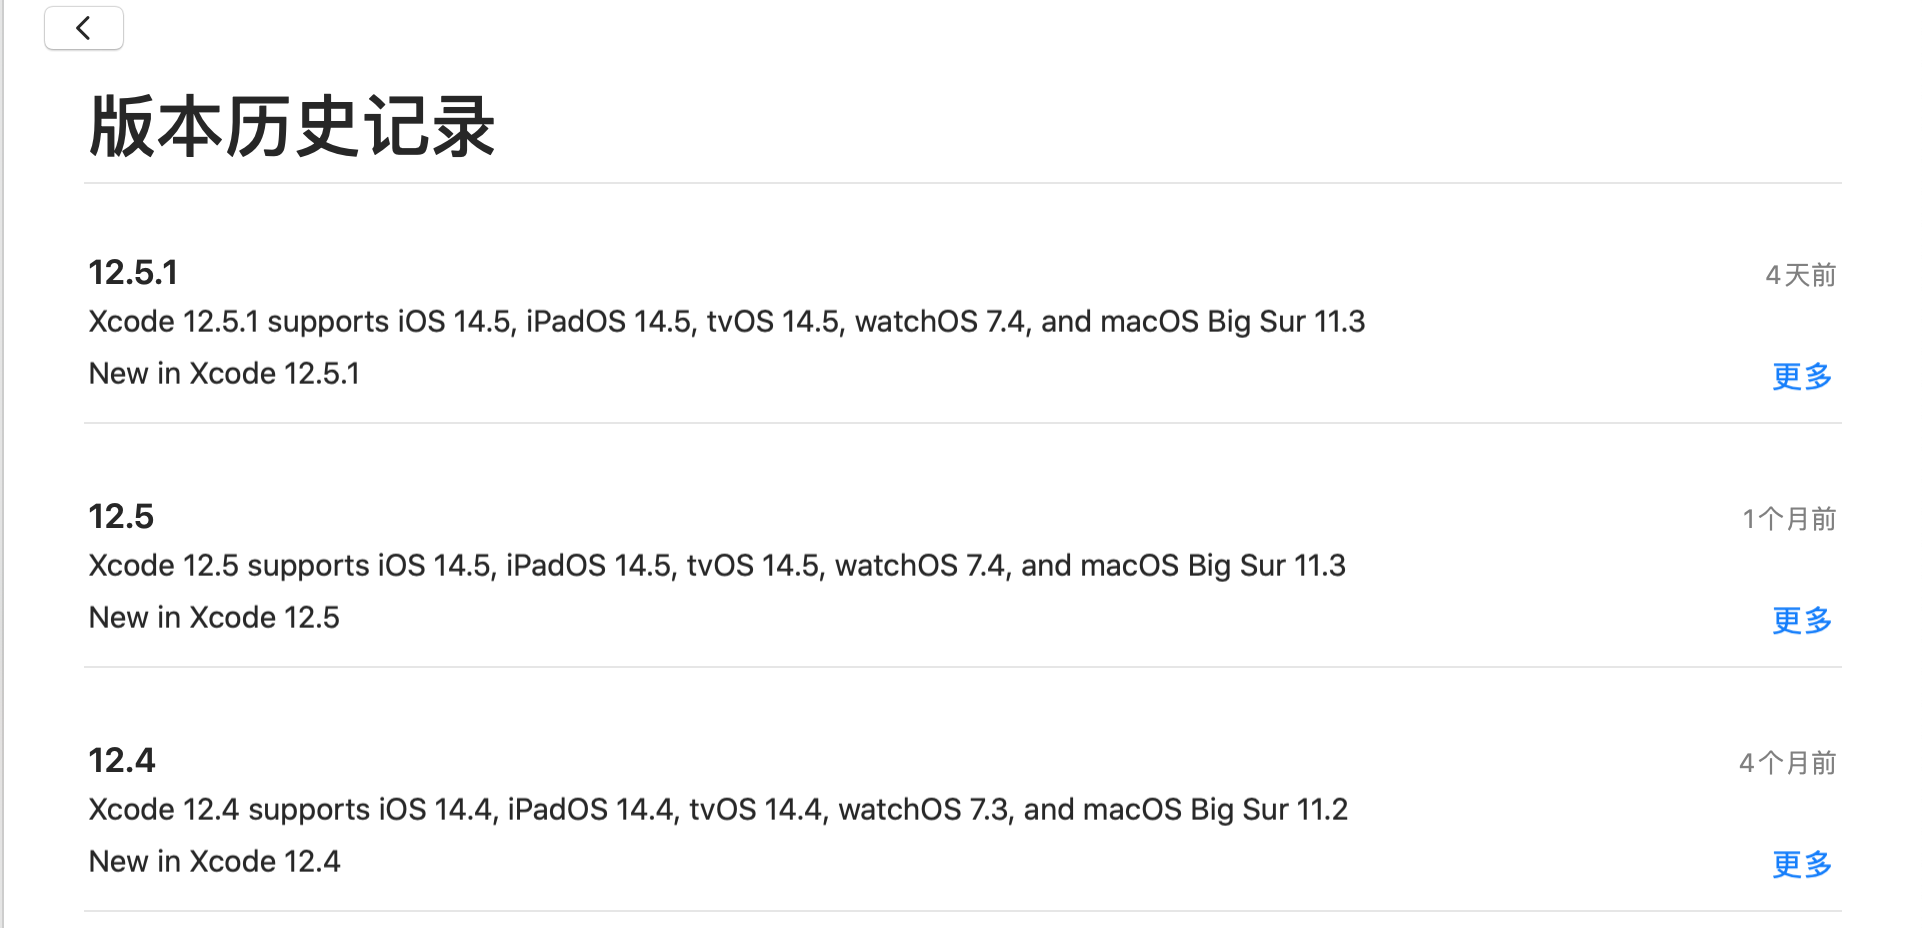 版本历史记录
12.5.1
4天前
Xcode 12.5.1 supports iOS 14.5, iPadOS 14.5, tvOS 14.5, watchOS 7.4, and macOS Big Sur 11.3
New in Xcode 12.5.1
更多
12.5
1个月前
Xcode 12.5 supports iOS 14.5, iPadOS 14.5, tvOS 14.5, watchOS 7.4, and macOS Big Sur 11.3
New in Xcode 12.5
更多
12.4
4个月前
Xcode 12.4 supports iOS 14.4, iPadOS 14.4, tvOS 14.4, watchOS 7.3, and macOS Big Sur 11.2
New in Xcode 12.4
更多